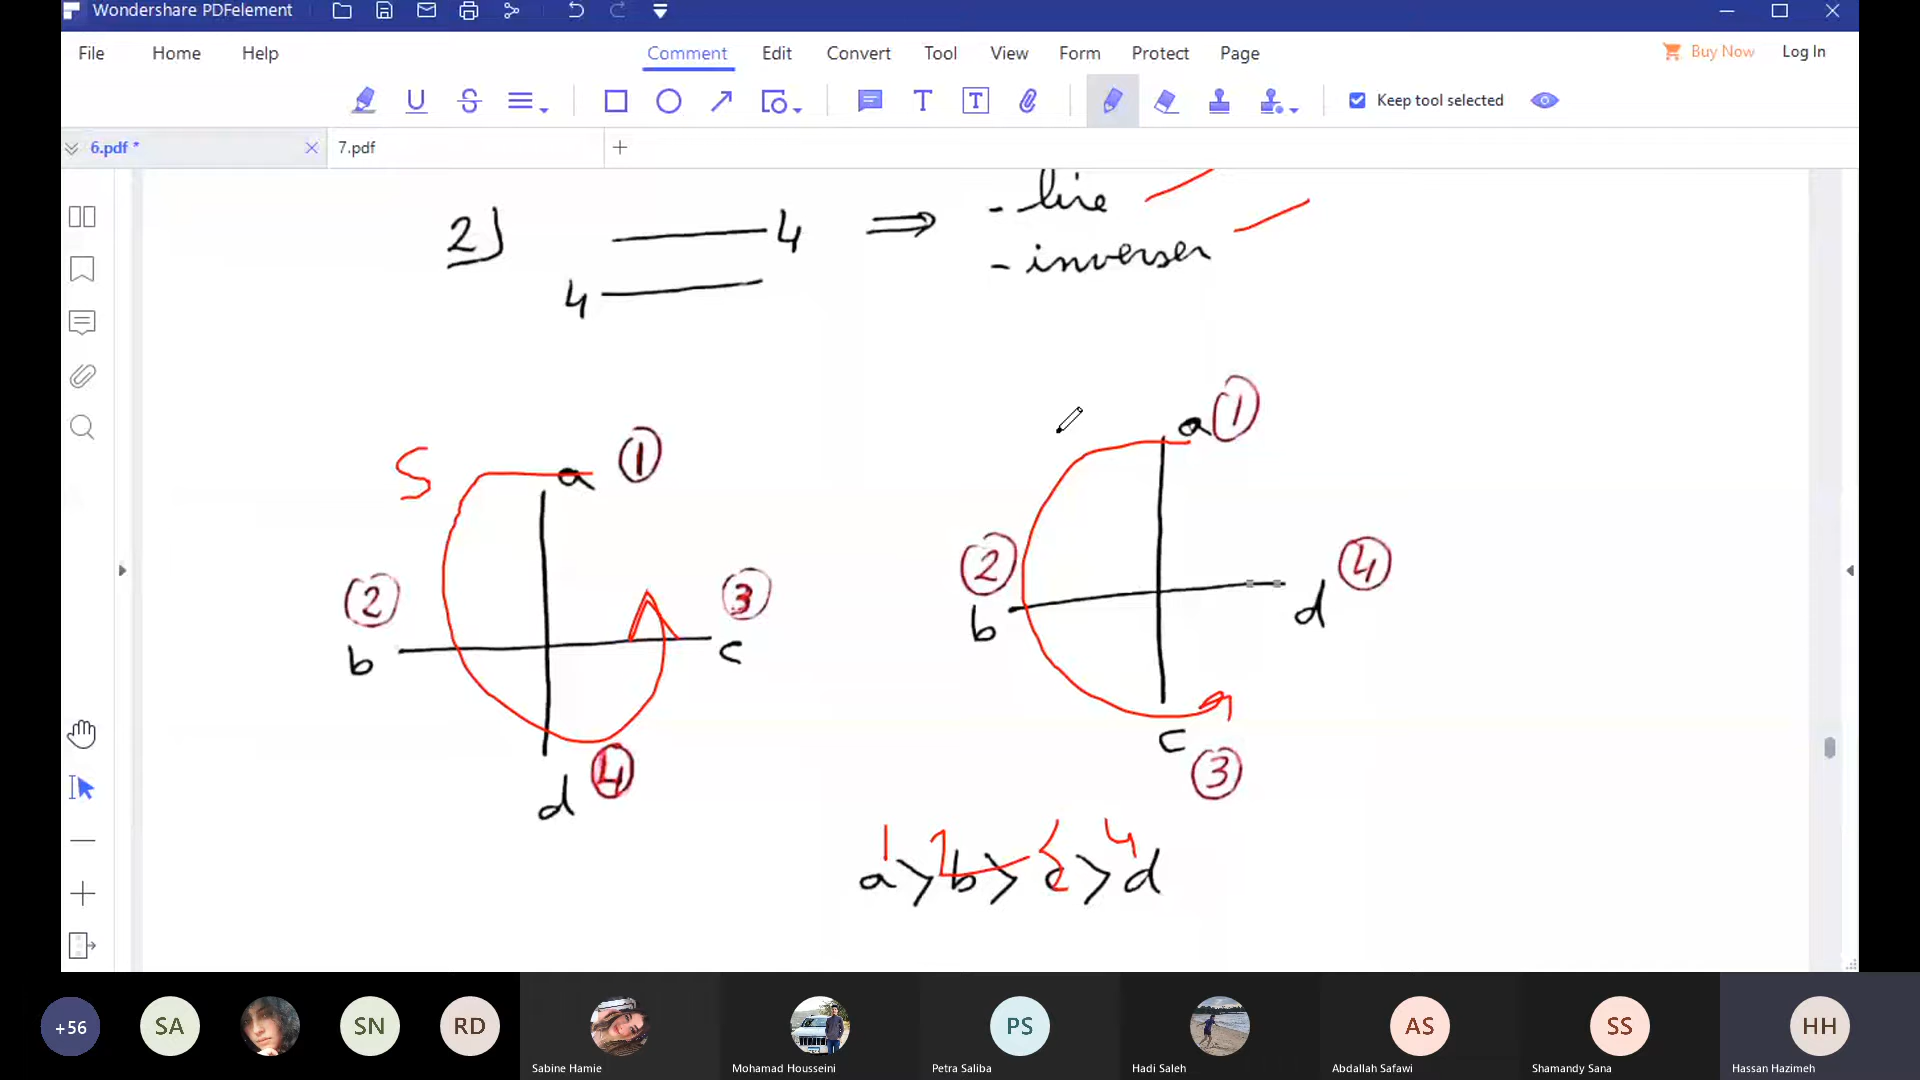 Wondershare PDFelement
File Home Help Comment Edit Convert Tool View Form Protect Page Buy Now Log In
Keep tool selected
6.pdf * 7.pdf
- lire
2) 4 ⇒ - inverser
4
a ① a ①
S
② ③ ② ④
b c b d
d ④ c ③
1 2 3 4
a > b > c > d
+56 SA SN RD PS AS SS HH
Sabine Hamie Mohamad Housseini Petra Saliba Hadi Saleh Abdallah Safawi Shamandy Sana Hassan Hazimeh